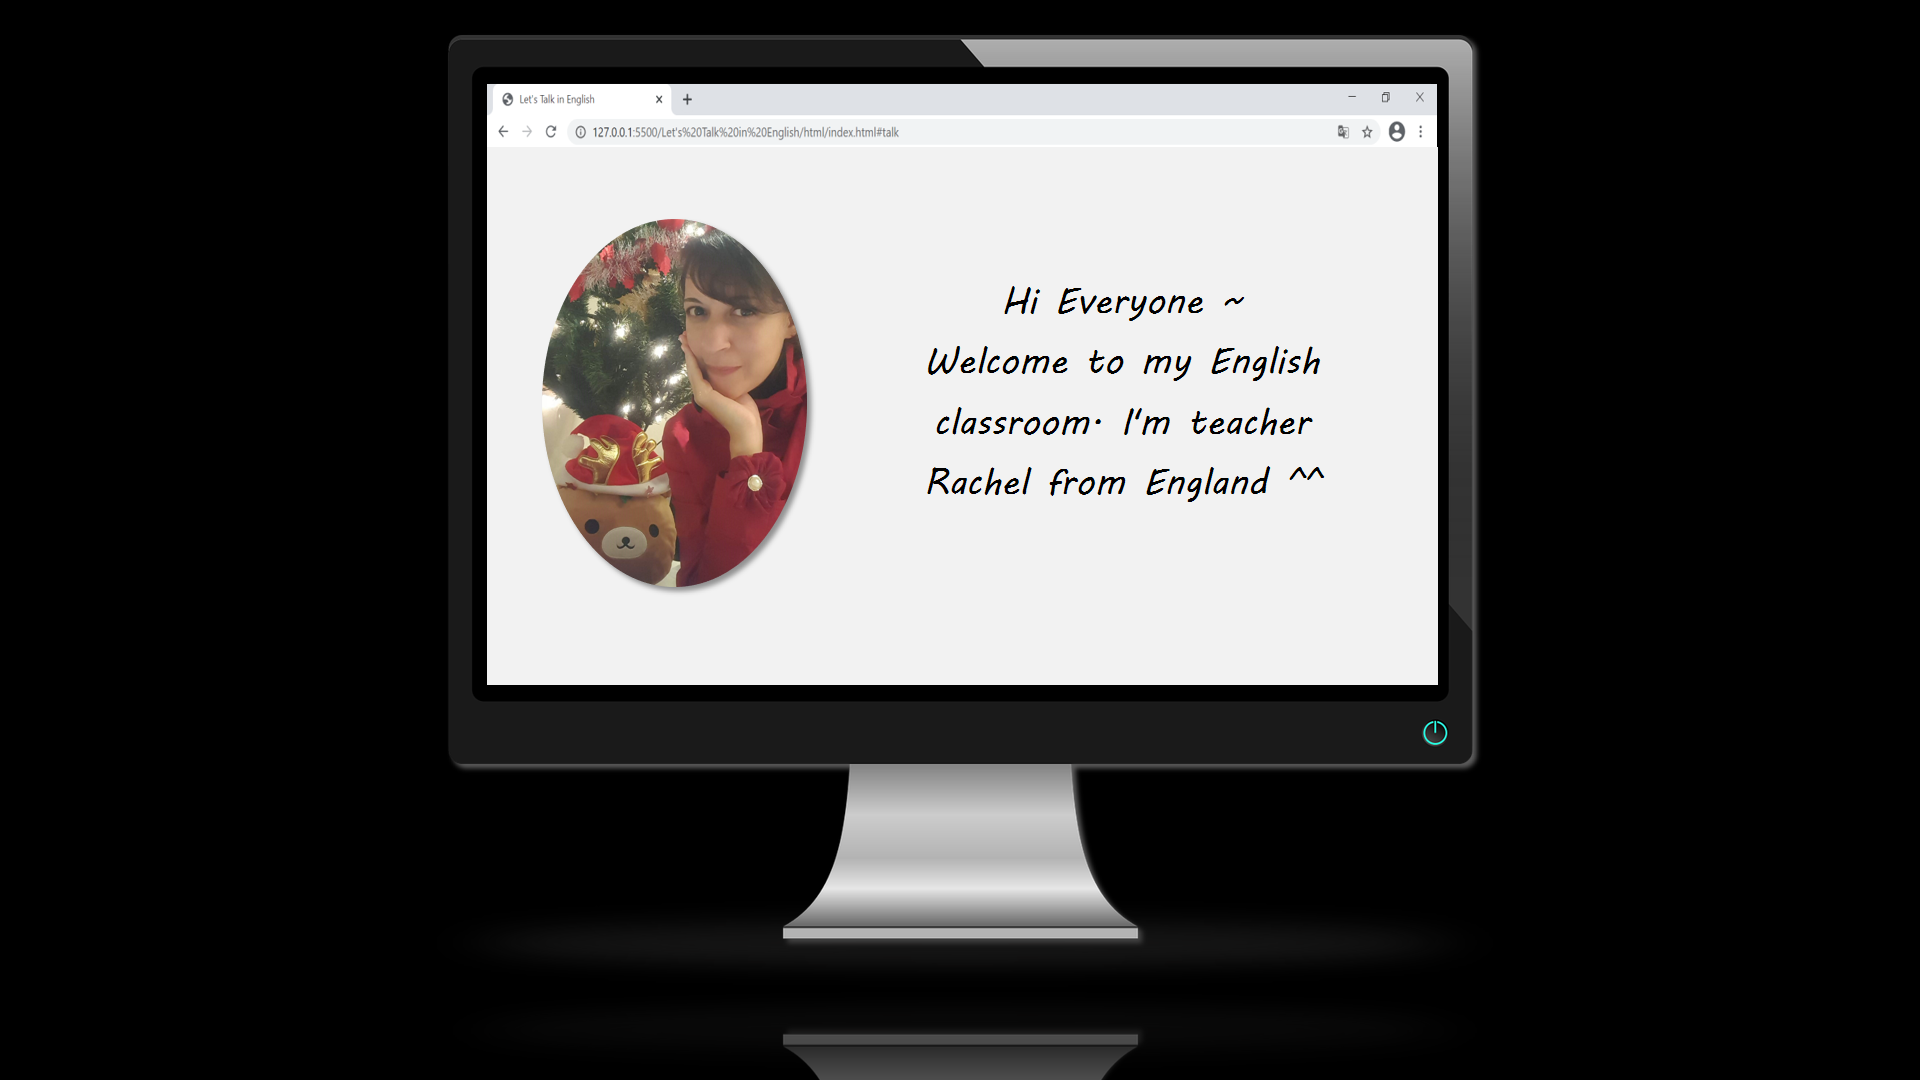 Let's Talk in English
127.0.0.1:5500/Let's%20Talk%20in%20English/html/index.html#talk
Hi Everyone ~
Welcome to my English
classroom. I'm teacher
Rachel from England ^^